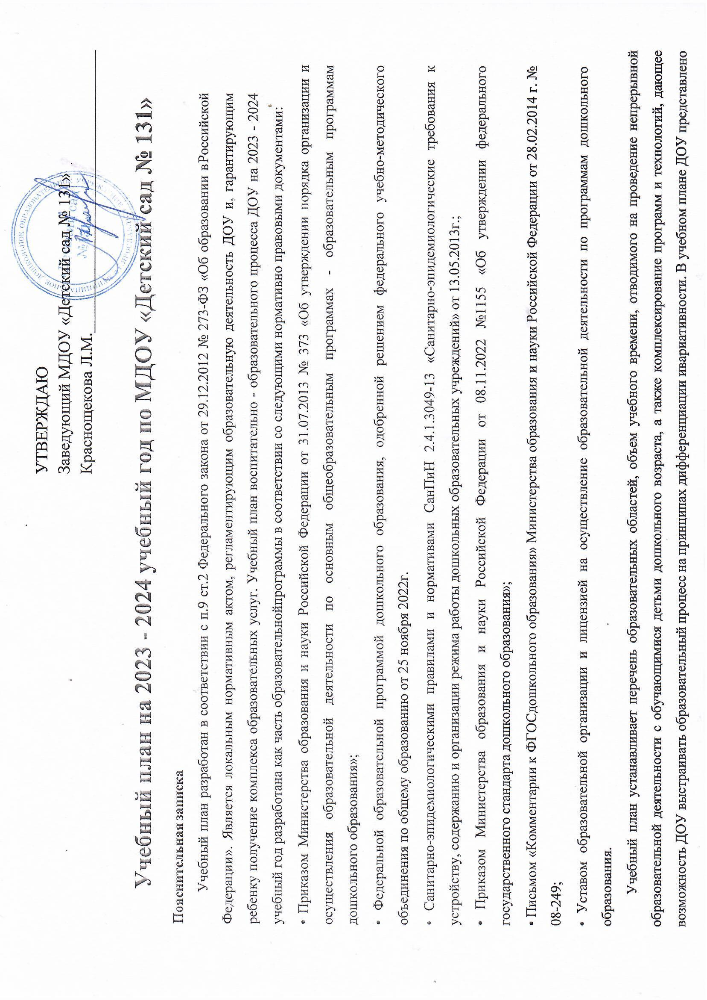 УТВЕРЖДАЮ
Заведующий МДОУ «Детский сад № 131»
Краснощекова Л.М.
Учебный план на 2023 - 2024 учебный год по МДОУ «Детский сад № 131»
Пояснительная записка
Учебный план разработан в соответствии с п.9 ст.2 Федерального закона от 29.12.2012 № 273-ФЗ «Об образовании вРоссийской
Федерации». Является локальным нормативным актом, регламентирующим образовательную деятельность ДОУ и, гарантирующим
ребенку получение комплекса образовательных услуг. Учебный план воспитательно - образовательного процесса ДОУ на 2023 - 2024
учебный год разработана как часть образовательнойпрограммы в соответствии со следующими нормативно правовыми документами:
• Приказом Министерства образования и науки Российской Федерации от 31.07.2013 № 373 «Об утверждении порядка организации и
осуществления образовательной деятельности по основным общеобразовательным программах - образовательным программам
дошкольного образования»;
• Федеральной образовательной программой дошкольного образования, одобренной решением федерального учебно-методического
объединения по общему образованию от 25 ноября 2022г.
• Санитарно-эпидемиологическими правилами и нормативами СанПиН 2.4.1.3049-13 «Санитарно-эпидемиологические требования к
устройству, содержанию и организации режима работы дошкольных образовательных учреждений» от 13.05.2013г.;
• Приказом Министерства образования и науки Российской Федерации от 08.11.2022 №1155 «Об утверждении федерального
государственного стандарта дошкольного образования»;
• Письмом «Комментарии к ФГОСдошкольного образования» Министерства образования и науки Российской Федерации от 28.02.2014 г. №
08-249;
• Уставом образовательной организации и лицензией на осуществление образовательной деятельности по программам дошкольного
образования.
Учебный план устанавливает перечень образовательных областей, объем учебного времени, отводимого на проведение непрерывной
образовательной деятельности с обучающимися детьми дошкольного возраста, а также комплексирование программ и технологий, дающее
возможность ДОУ выстраивать образовательный процесс на принципах дифференциации ивариативности. В учебном плане ДОУ представлено